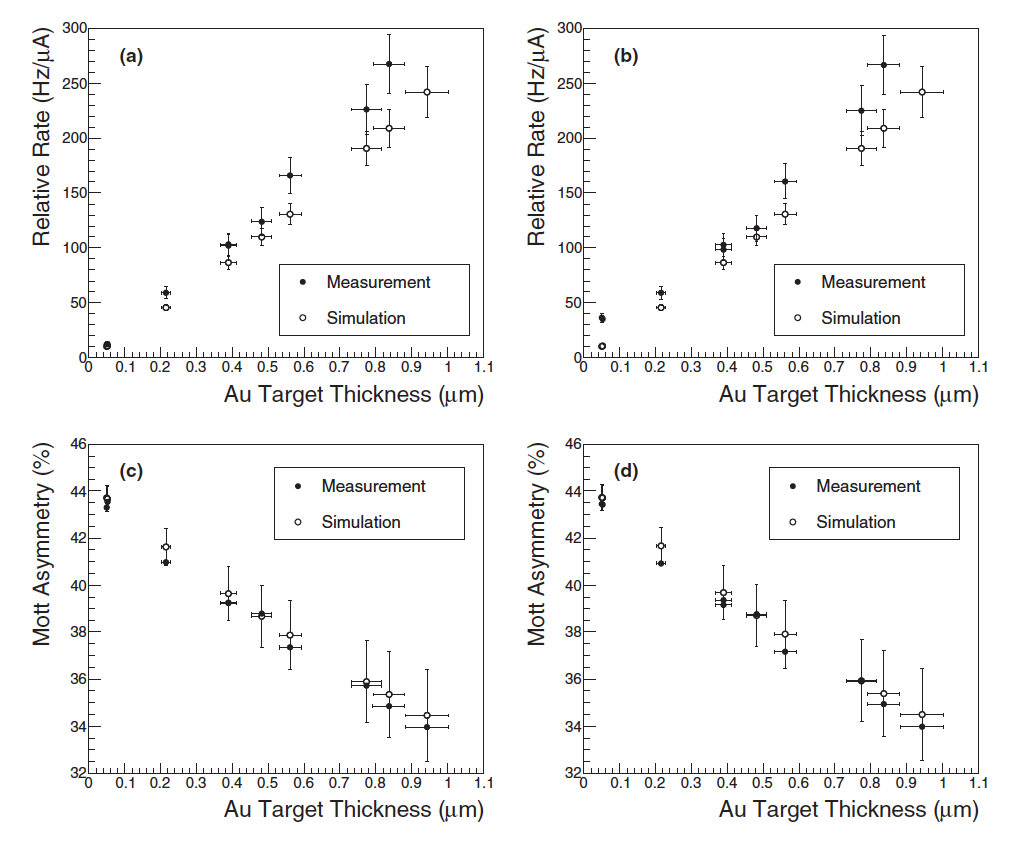 (a)
Relative Rate (Hz/μA)
300
250
200
150
100
50
0
Measurement
Simulation
0 0.1 0.2 0.3 0.4 0.5 0.6 0.7 0.8 0.9 1 1.1
Au Target Thickness (μm)
(b)
Relative Rate (Hz/μA)
300
250
200
150
100
50
0
Measurement
Simulation
0 0.1 0.2 0.3 0.4 0.5 0.6 0.7 0.8 0.9 1 1.1
Au Target Thickness (μm)
(c)
Mott Asymmetry (%)
46
44
42
40
38
36
34
32
Measurement
Simulation
0 0.1 0.2 0.3 0.4 0.5 0.6 0.7 0.8 0.9 1 1.1
Au Target Thickness (μm)
(d)
Mott Asymmetry (%)
46
44
42
40
38
36
34
32
Measurement
Simulation
0 0.1 0.2 0.3 0.4 0.5 0.6 0.7 0.8 0.9 1 1.1
Au Target Thickness (μm)